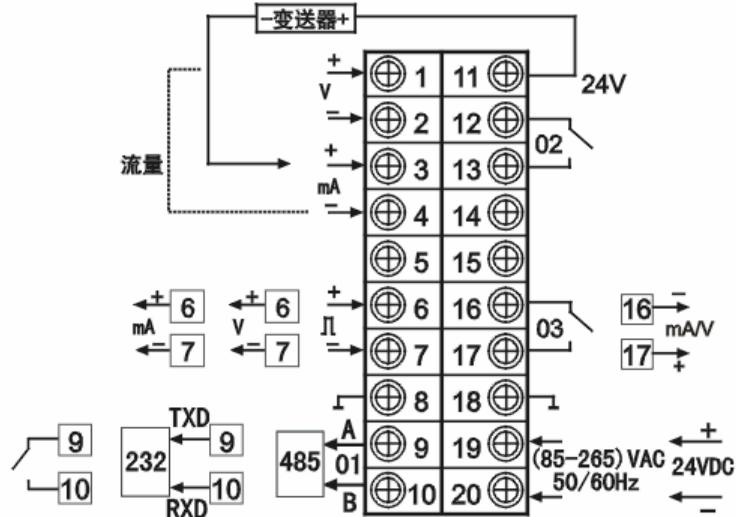 -变送器+
+ 1 11 24V
V
- 2 12
02
+ 3 13
流量
mA
- 4 14
5 15
+ 6 + 6 + 6 16 16 -
mA V 几 03 mA/V
- 7 - 7 - 7 17 17 +
8 18
TXD
9 9 A 9 19 +
232 485 01 (85-265)VAC 24VDC
50/60Hz
10 10 B 10 20 -
RXD